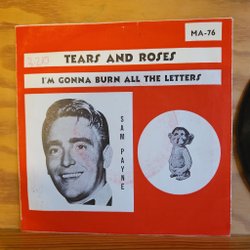 MA-76
TEARS AND ROSES
I'M GONNA BURN ALL THE LETTERS
SAM PAYNE